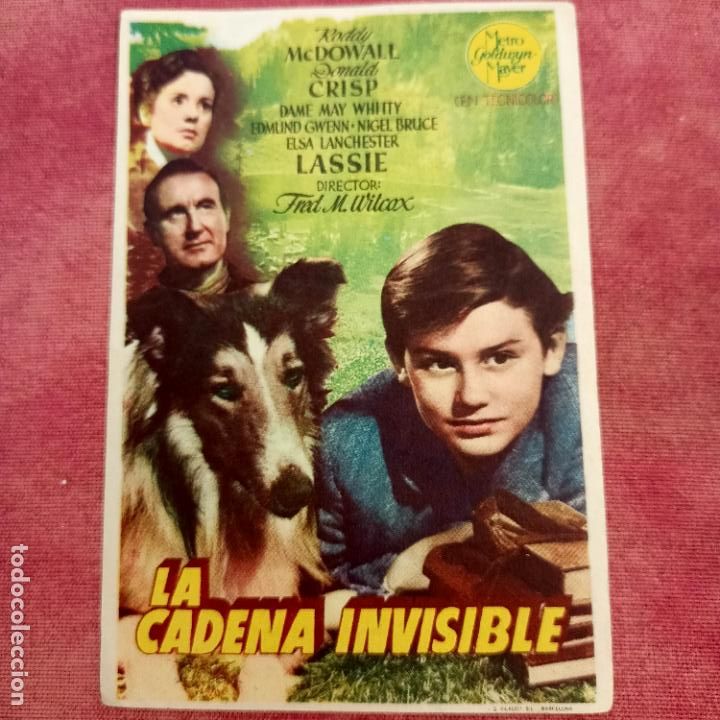 Roddy
McDOWALL
Donald
CRISP
DAME MAY WHITTY
EDMUND GWENN • NIGEL BRUCE
ELSA LANCHESTER
LASSIE
DIRECTOR:
Fred M. Wilcox
Metro
Goldwyn
Mayer
EN TECNICOLOR
LA
CADENA INVISIBLE
BARCELONA
todocoleccion